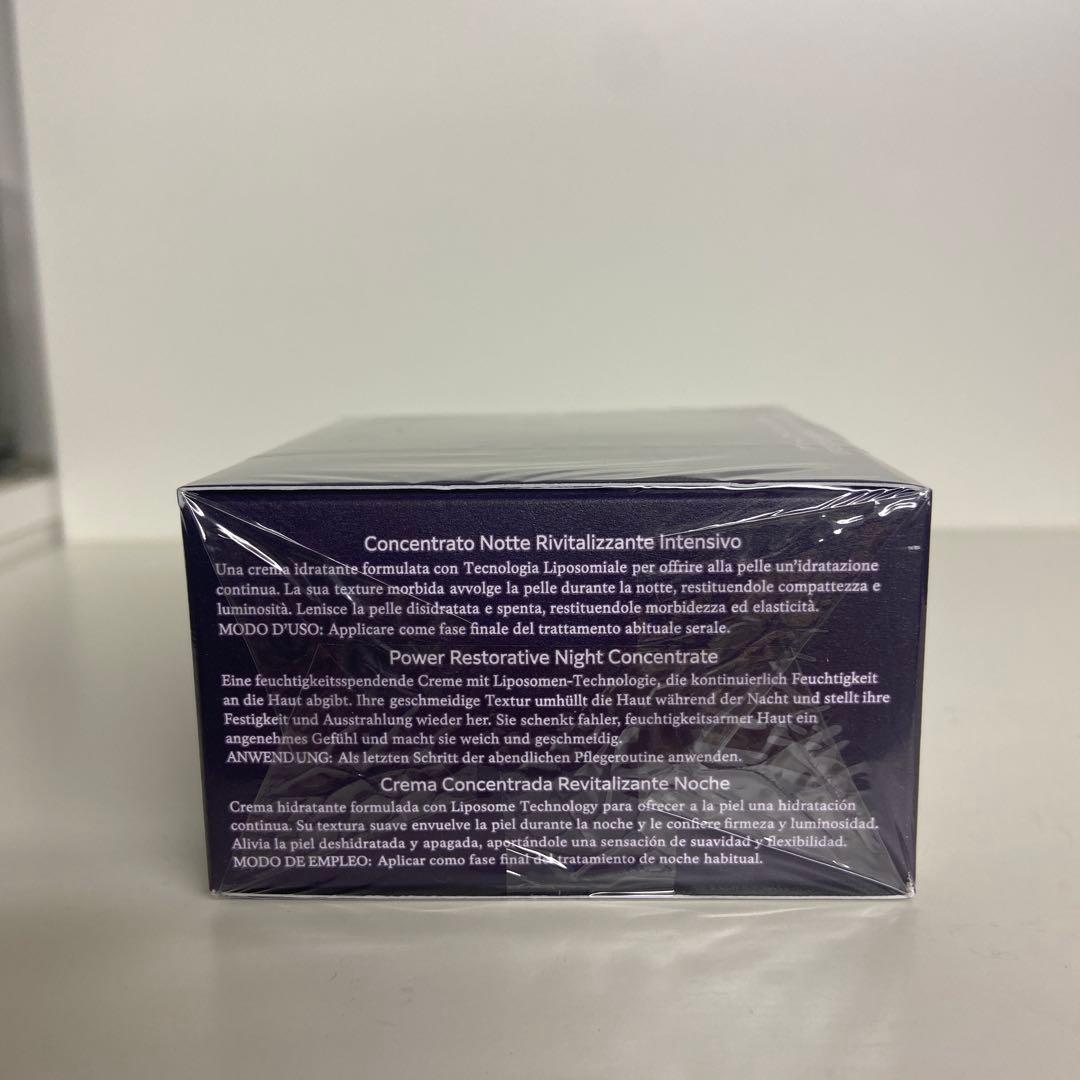 Concentrato Notte Rivitalizzante Intensivo
Una crema idratante formulata con Tecnologia Liposomiale per offrire alla pelle un'idratazione
continua. La sua texture morbida avvolge la pelle durante la notte, restituendole compattezza e
luminosità. Lenisce la pelle disidratata e spenta, restituendole morbidezza ed elasticità.
MODO D'USO: Applicare come fase finale del trattamento abituale serale.
Power Restorative Night Concentrate
Eine feuchtigkeitsspendende Creme mit Liposomen-Technologie, die kontinuierlich Feuchtigkeit
an die Haut abgibt. Ihre geschmeidige Textur umhüllt die Haut während der Nacht und stellt ihre
Festigkeit und Ausstrahlung wieder her. Sie schenkt fahler, feuchtigkeitsarmer Haut ein
angenehmes Gefühl und macht sie weich und geschmeidig.
ANWENDUNG: Als letzten Schritt der abendlichen Pflegeroutine anwenden.
Crema Concentrada Revitalizante Noche
Crema hidratante formulada con Liposome Technology para ofrecer a la piel una hidratación
continua. Su textura suave envuelve la piel durante la noche y le confiere firmeza y luminosidad.
Alivia la piel deshidratada y apagada, aportándole una sensación de suavidad y flexibilidad.
MODO DE EMPLEO: Aplicar como fase final del tratamiento de noche habitual.